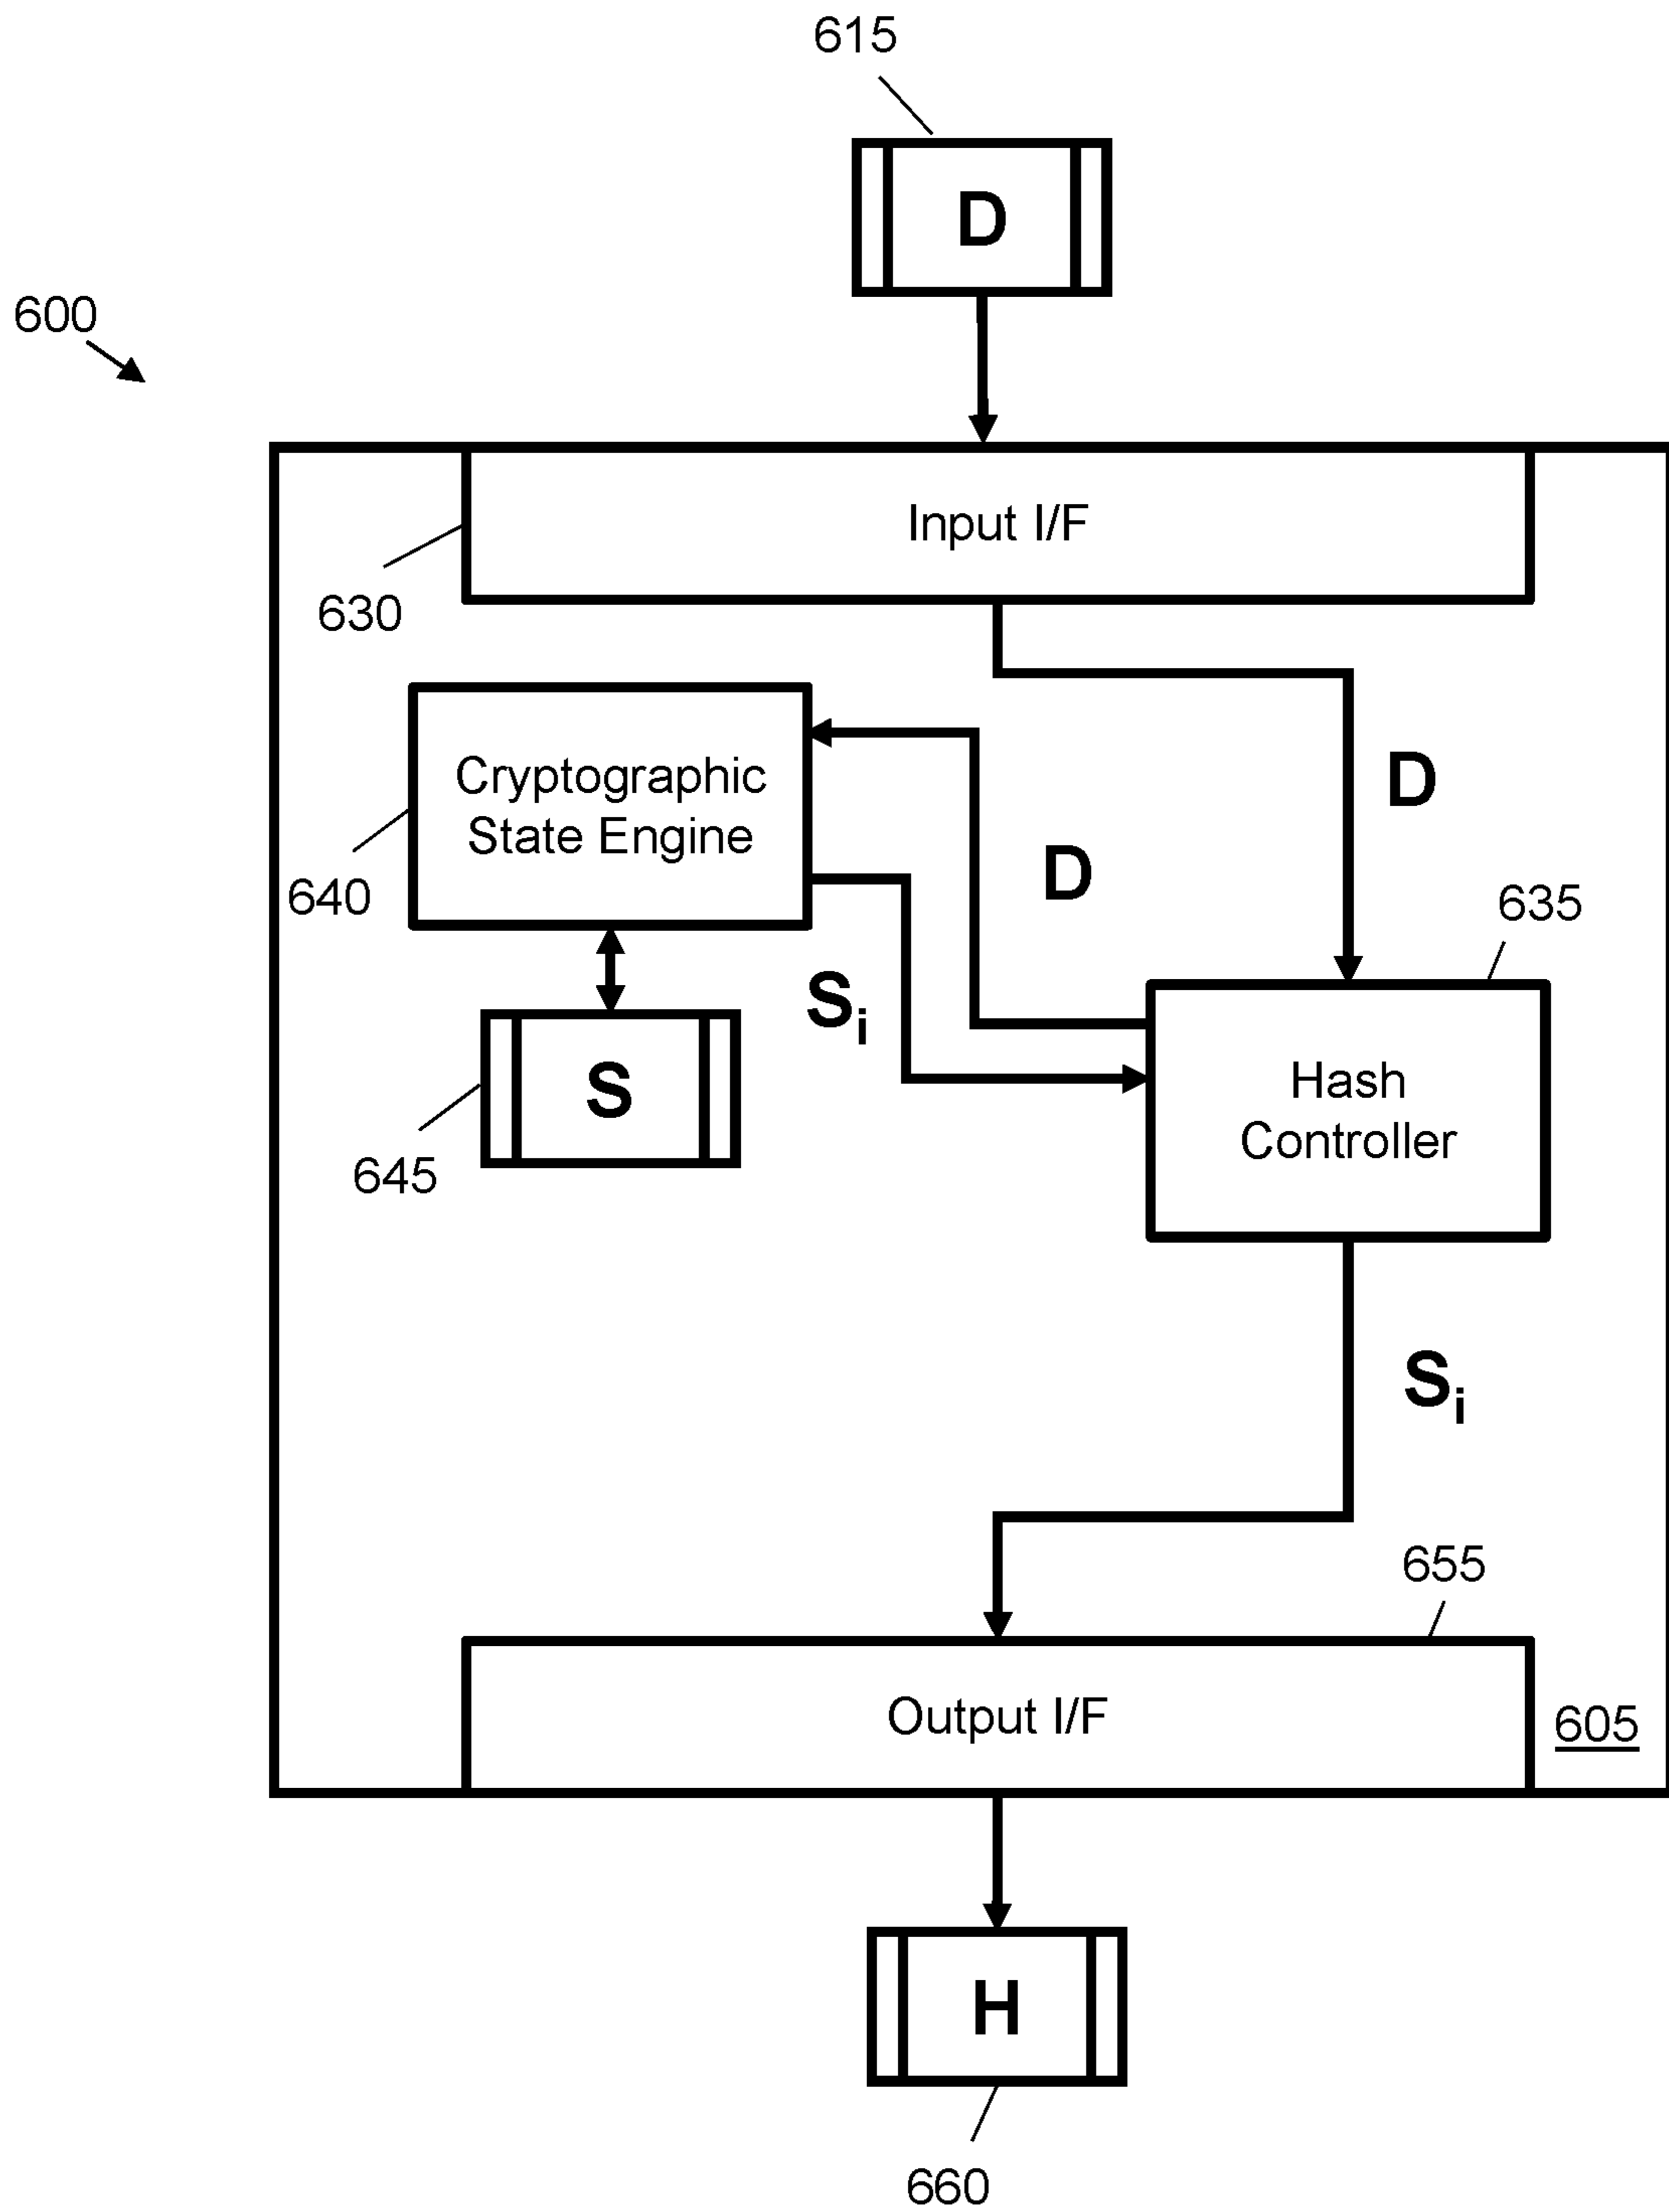 615
D
600
Input I/F
630
Cryptographic
State Engine
D
D
640
635
Si
Hash
Controller
S
645
Si
655
Output I/F
605
H
660